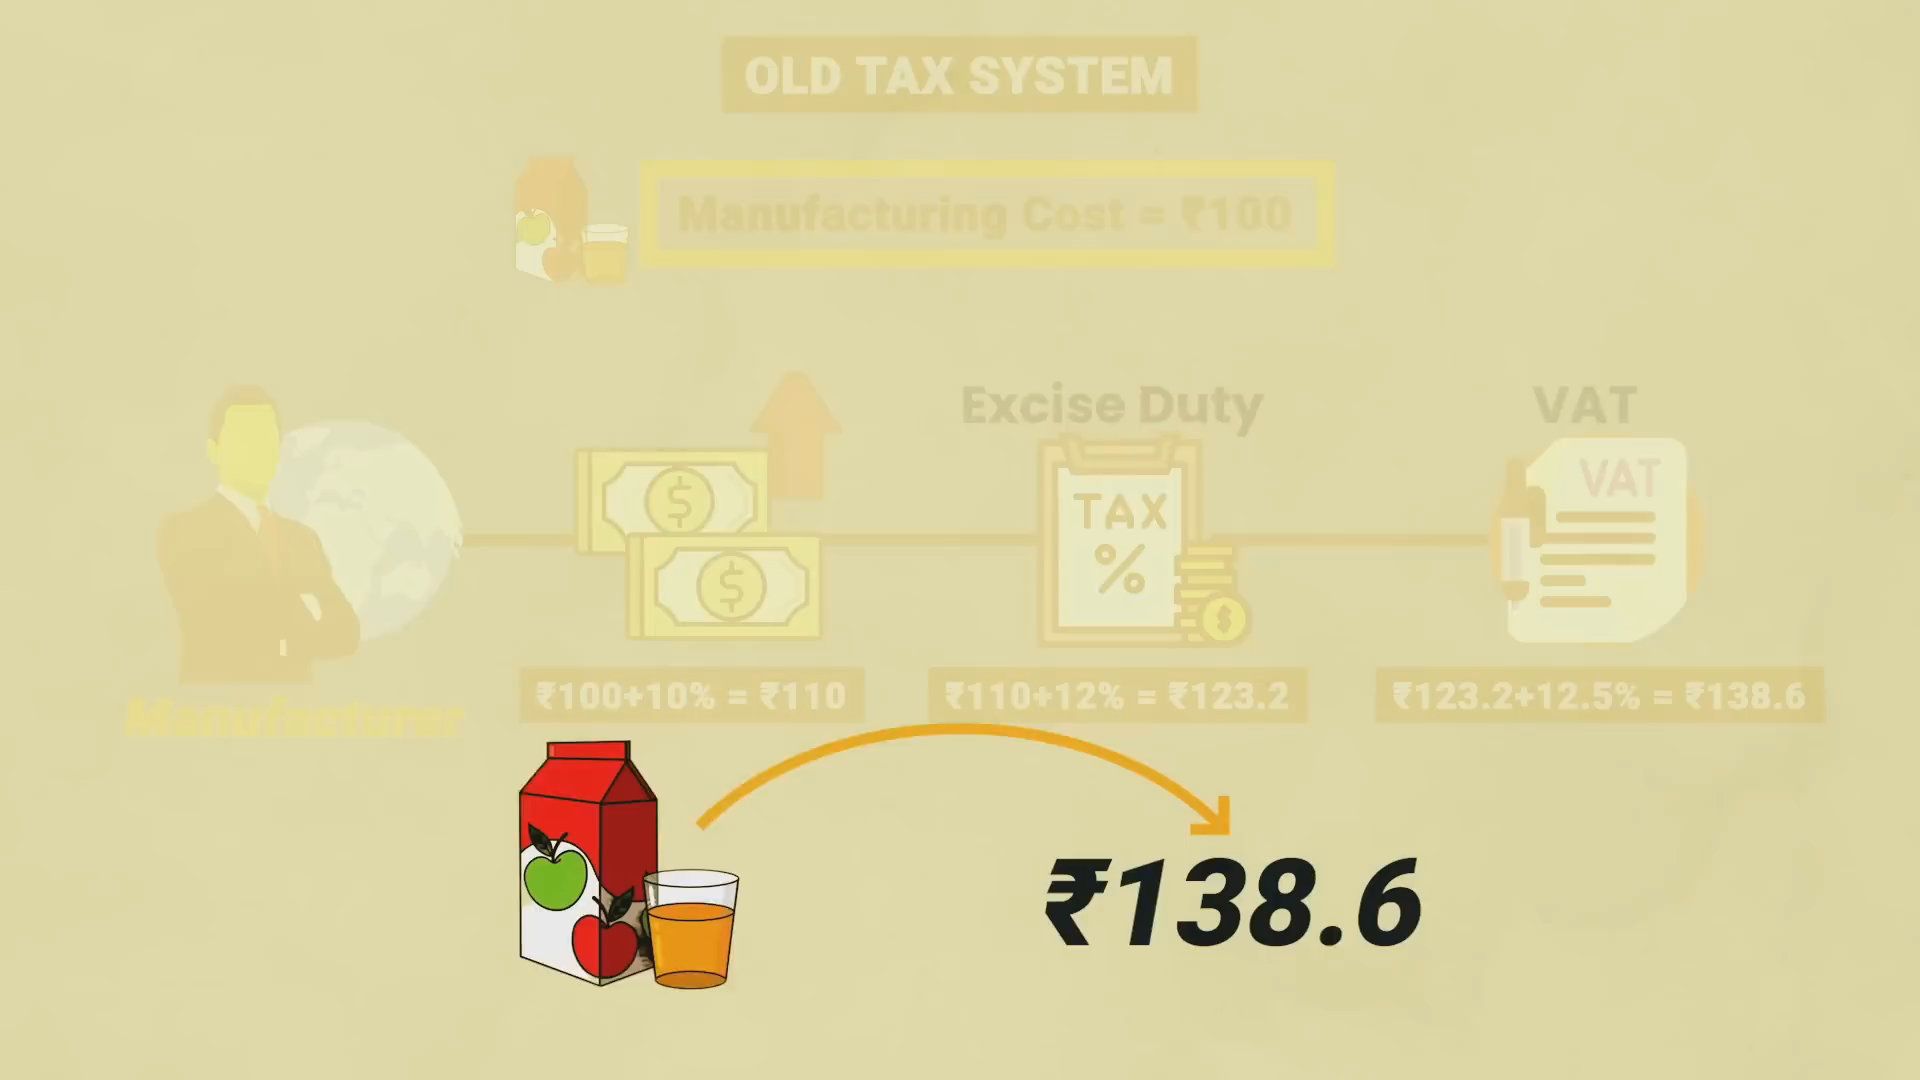 OLD TAX SYSTEM
Manufacturing Cost = ₹100
Excise Duty
VAT
TAX
%
VAT
Manufacturer
₹100+10% = ₹110
₹110+12% = ₹123.2
₹123.2+12.5% = ₹138.6
₹138.6